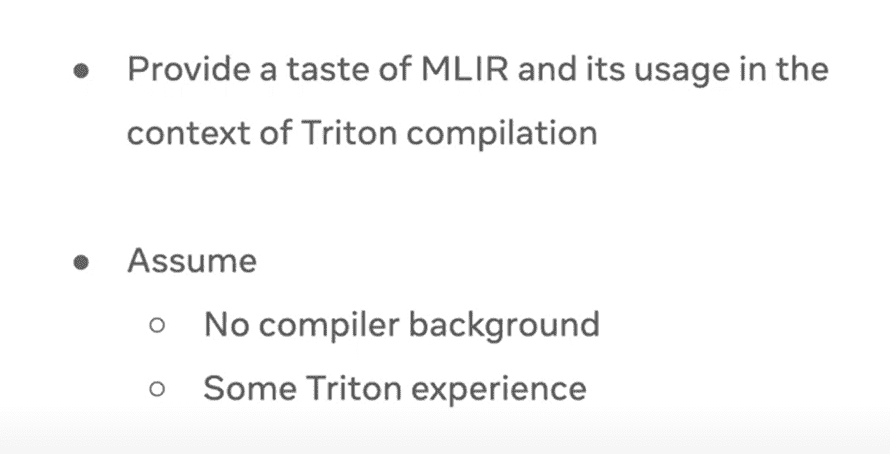 ● Provide a taste of MLIR and its usage in the
context of Triton compilation
● Assume
○ No compiler background
○ Some Triton experience